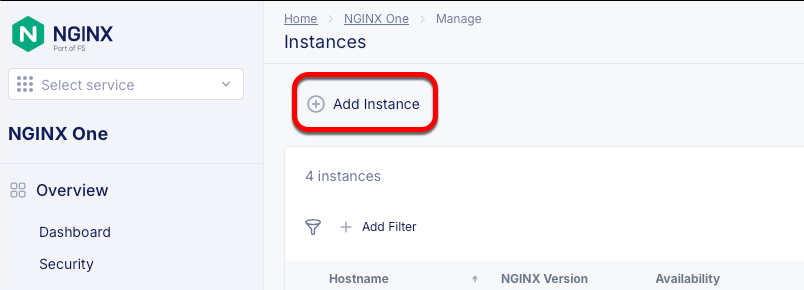 NGINX
Part of F5
Select service
NGINX One
Overview
Dashboard
Security
Home > NGINX One > Manage
Instances
Add Instance
4 instances
Add Filter
Hostname NGINX Version Availability